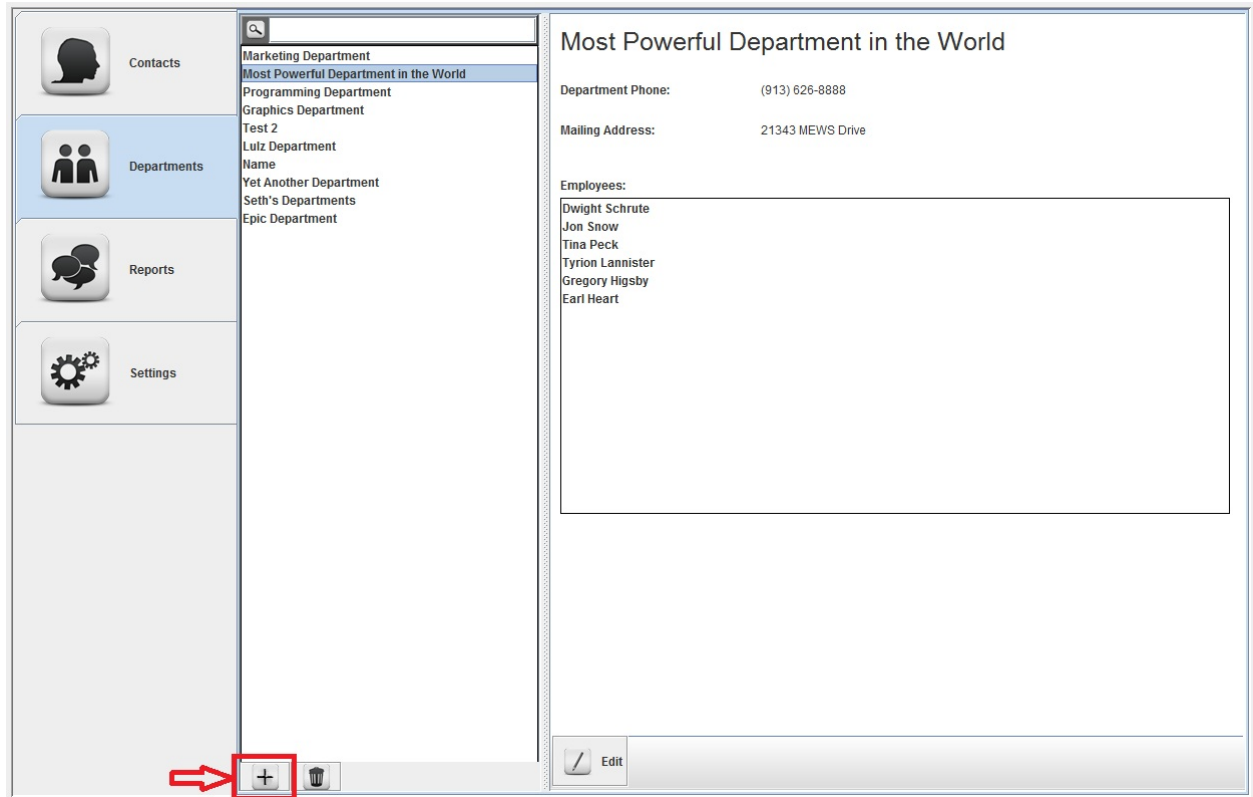 Contacts
Departments
Reports
Settings
Marketing Department
Most Powerful Department in the World
Programming Department
Graphics Department
Test 2
Lulz Department
Name
Yet Another Department
Seth's Departments
Epic Department
Most Powerful Department in the World
Department Phone: (913) 626-8888
Mailing Address: 21343 MEWS Drive
Employees:
Dwight Schrute
Jon Snow
Tina Peck
Tyrion Lannister
Gregory Higsby
Earl Heart
Edit